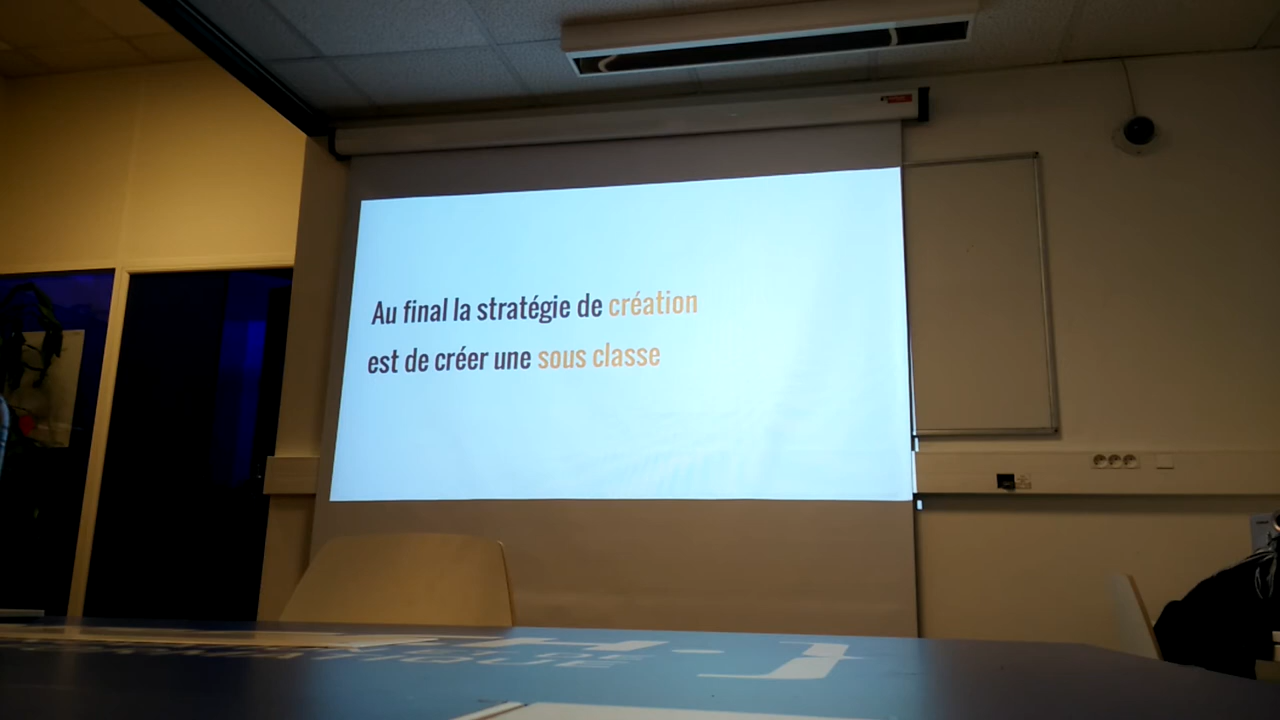 Au final la stratégie de création
est de créer une sous classe